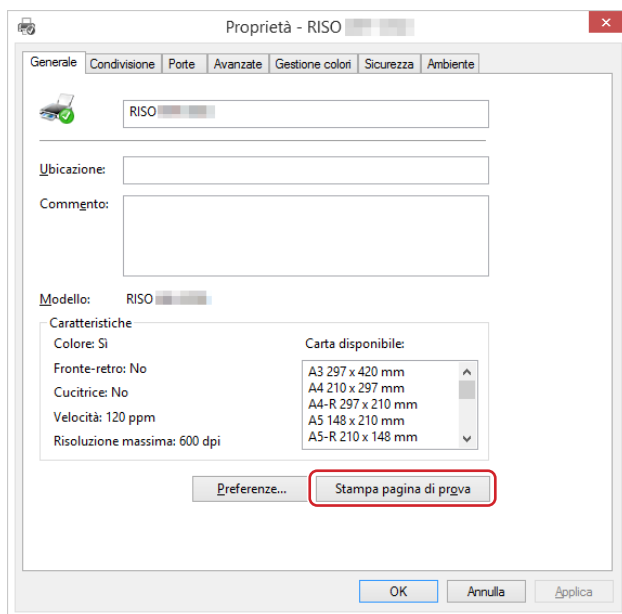 Proprietà - RISO
Generale Condivisione Porte Avanzate Gestione colori Sicurezza Ambiente
RISO
Ubicazione:
Commento:
Modello: RISO
Caratteristiche
Colore: Sì
Fronte-retro: No
Cucitrice: No
Velocità: 120 ppm
Risoluzione massima: 600 dpi
Carta disponibile:
A3 297 x 420 mm
A4 210 x 297 mm
A4-R 297 x 210 mm
A5 148 x 210 mm
A5-R 210 x 148 mm
Preferenze... Stampa pagina di prova
OK Annulla Applica